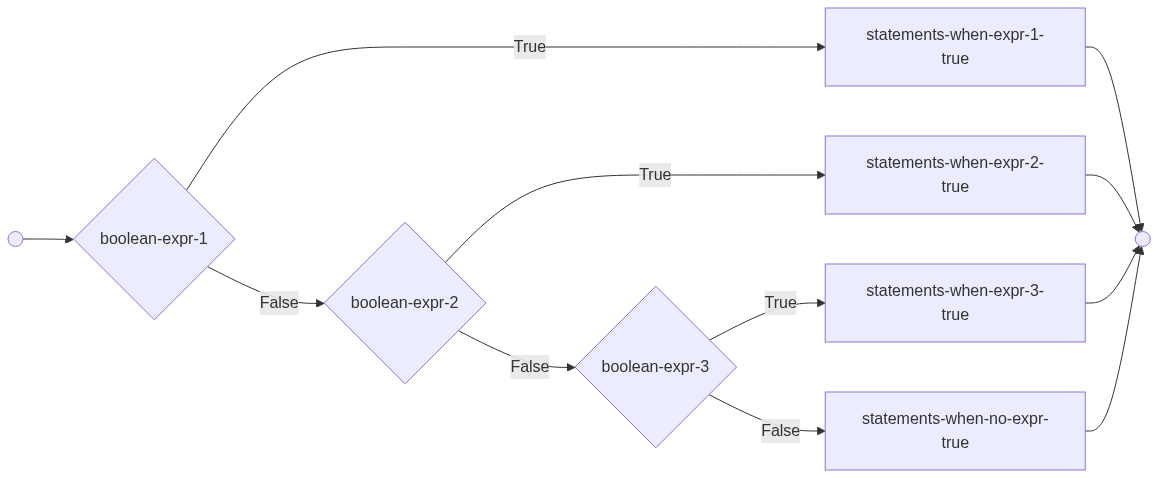 True
statements-when-expr-1-
true
True
statements-when-expr-2-
true
boolean-expr-1
False
boolean-expr-2
True
statements-when-expr-3-
true
False
boolean-expr-3
False
statements-when-no-expr-
true